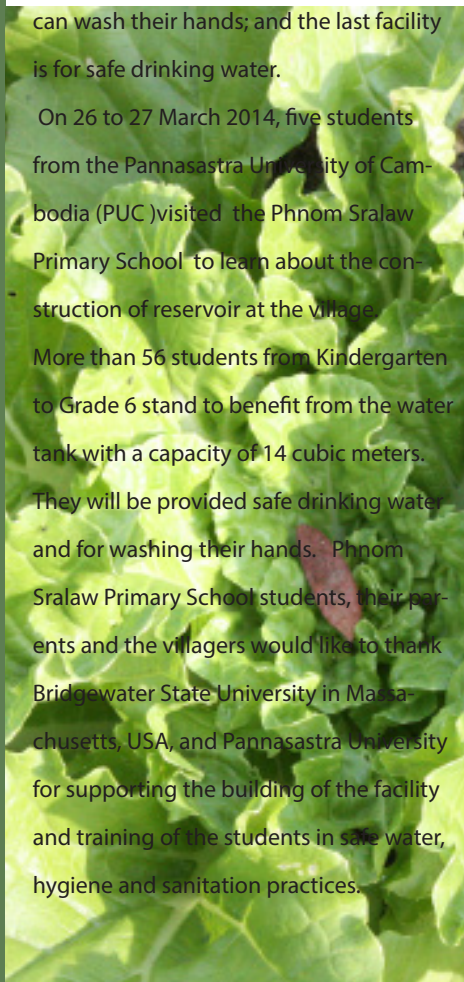 can wash their hands; and the last facility
is for safe drinking water.
On 26 to 27 March 2014, five students
from the Pannasastra University of Cam-
bodia (PUC )visited the Phnom Sralaw
Primary School to learn about the con-
struction of reservoir at the village.
More than 56 students from Kindergarten
to Grade 6 stand to benefit from the water
tank with a capacity of 14 cubic meters.
They will be provided safe drinking water
and for washing their hands. Phnom
Sralaw Primary School students, their par-
ents and the villagers would like to thank
Bridgewater State University in Massa-
chusetts, USA, and Pannasastra University
for supporting the building of the facility
and training of the students in safe water,
hygiene and sanitation practices.